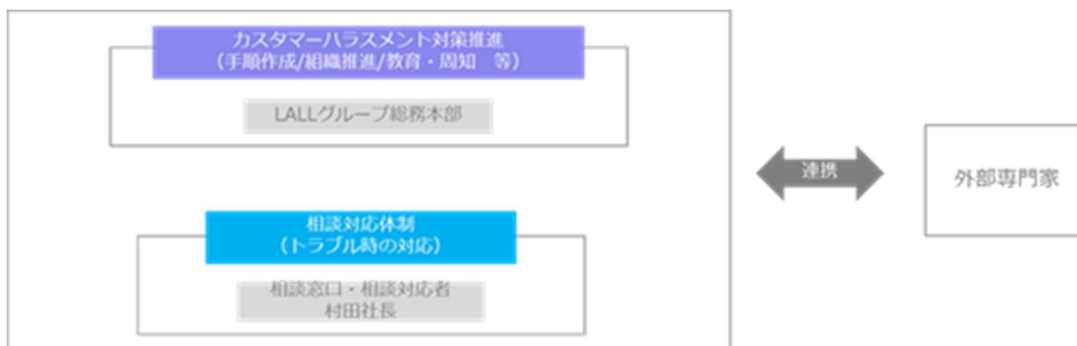 カスタマーハラスメント対策推進
（手順作成/組織推進/教育・周知　等）
LALLグループ総務本部
連携
外部専門家
相談対応体制
（トラブル時の対応）
相談窓口・相談対応者
村田社長